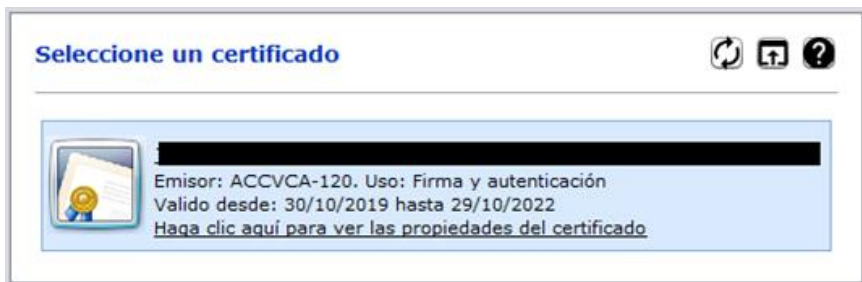 Seleccione un certificado
Emisor: ACCVCA-120. Uso: Firma y autenticación
Valido desde: 30/10/2019 hasta 29/10/2022
Haga clic aquí para ver las propiedades del certificado